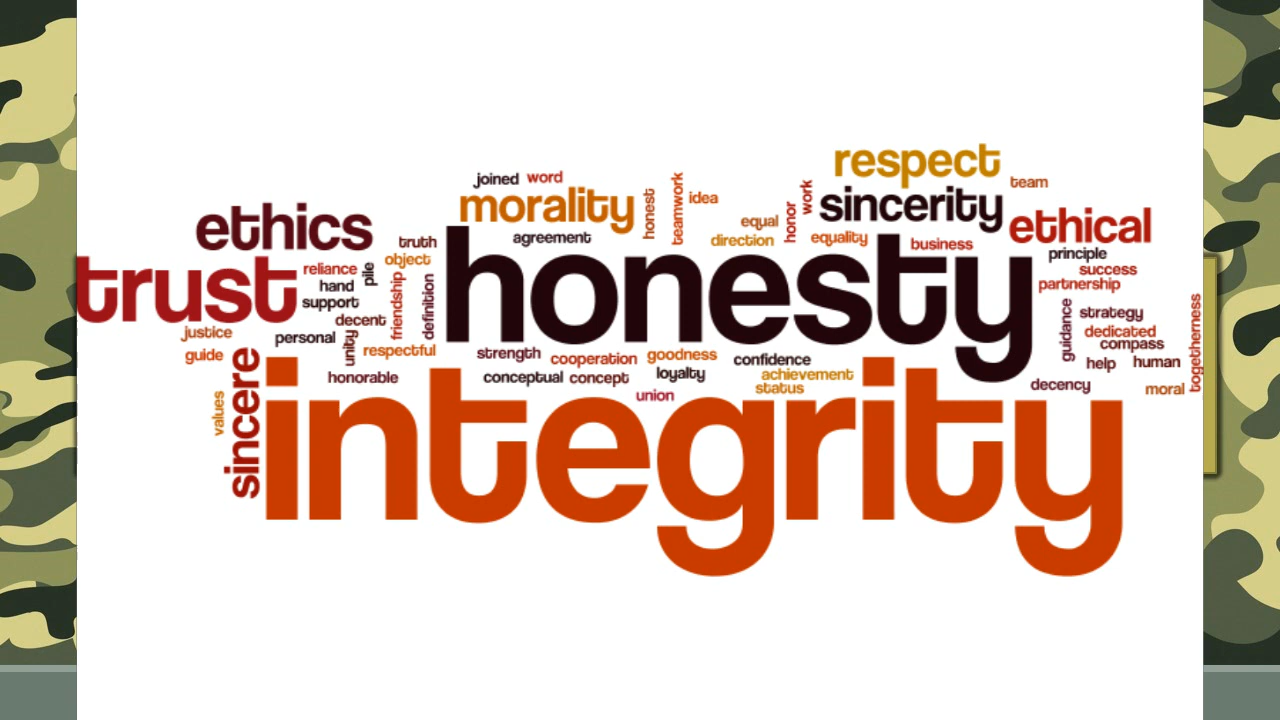 respect
joined word
team
morality
honest
teamwork
idea
honor
work
sincerity
ethics
equal
ethical
truth
agreement
direction
equality
business
principle
honesty
trust
reliance
pile
object
success
hand
friendship
definition
partnership
support
justice
decent
guidance
strategy
togetherness
personal
unity
dedicated
compass
guide
respectful
strength
cooperation
goodness
confidence
help
human
honorable
conceptual
concept
loyalty
achievement
status
decency
moral
values
sincere
union
integrity